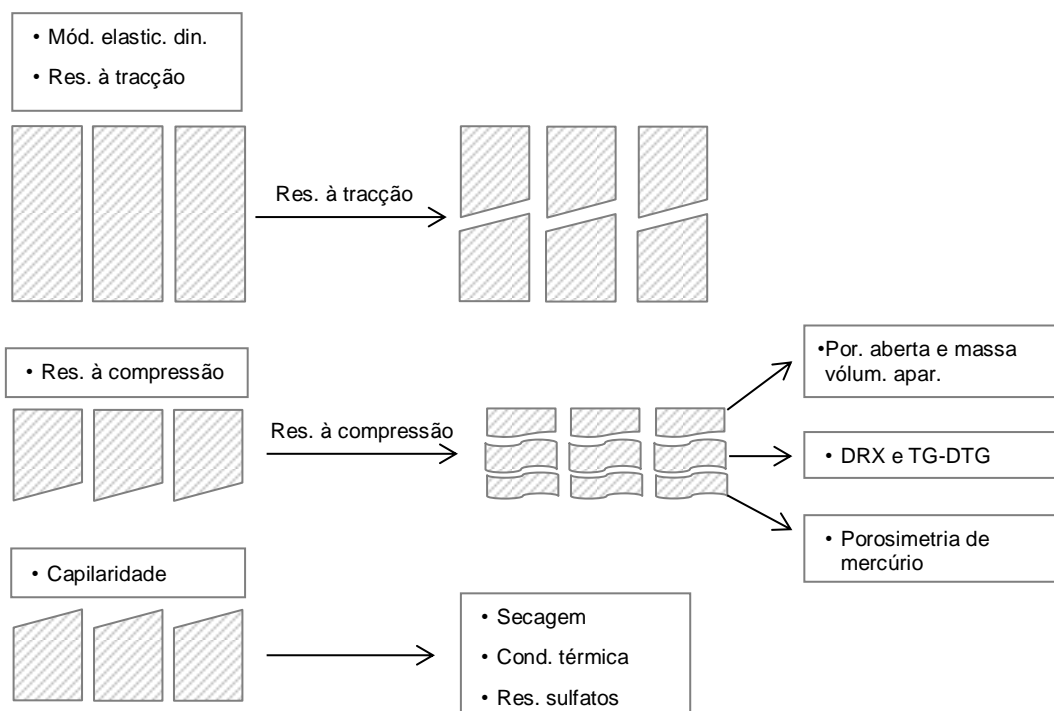 • Mód. elastic. din.
• Res. à tracção
Res. à tracção
• Res. à compressão
Res. à compressão
•Por. aberta e massa
vólum. apar.
• DRX e TG-DTG
• Porosimetria de
mercúrio
• Capilaridade
• Secagem
• Cond. térmica
• Res. sulfatos